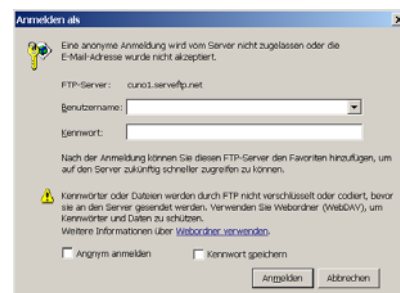 Anmelden als
Eine anonyme Anmeldung wird vom Server nicht zugelassen oder die
E-Mail-Adresse wurde nicht akzeptiert.
FTP-Server: cuno1.serveftp.net
Benutzername:
Kennwort:
Nach der Anmeldung können Sie diesen FTP-Server den Favoriten hinzufügen, um
auf den Server zukünftig schneller zugreifen zu können.
Kennwörter oder Dateien werden durch FTP nicht verschlüsselt oder codiert, bevor
sie an den Server gesendet werden. Verwenden Sie Webordner (WebDAV), um
Kennwörter und Daten zu schützen.
Weitere Informationen über Webordner verwenden.
Anonym anmelden Kennwort speichern
Anmelden Abbrechen